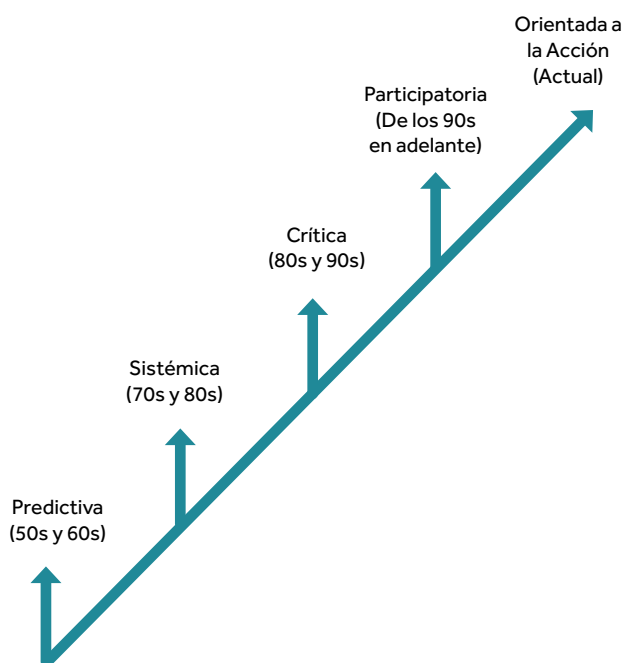 Orientada a
la Acción
(Actual)
Participatoria
(De los 90s
en adelante)
Crítica
(80s y 90s)
Sistémica
(70s y 80s)
Predictiva
(50s y 60s)